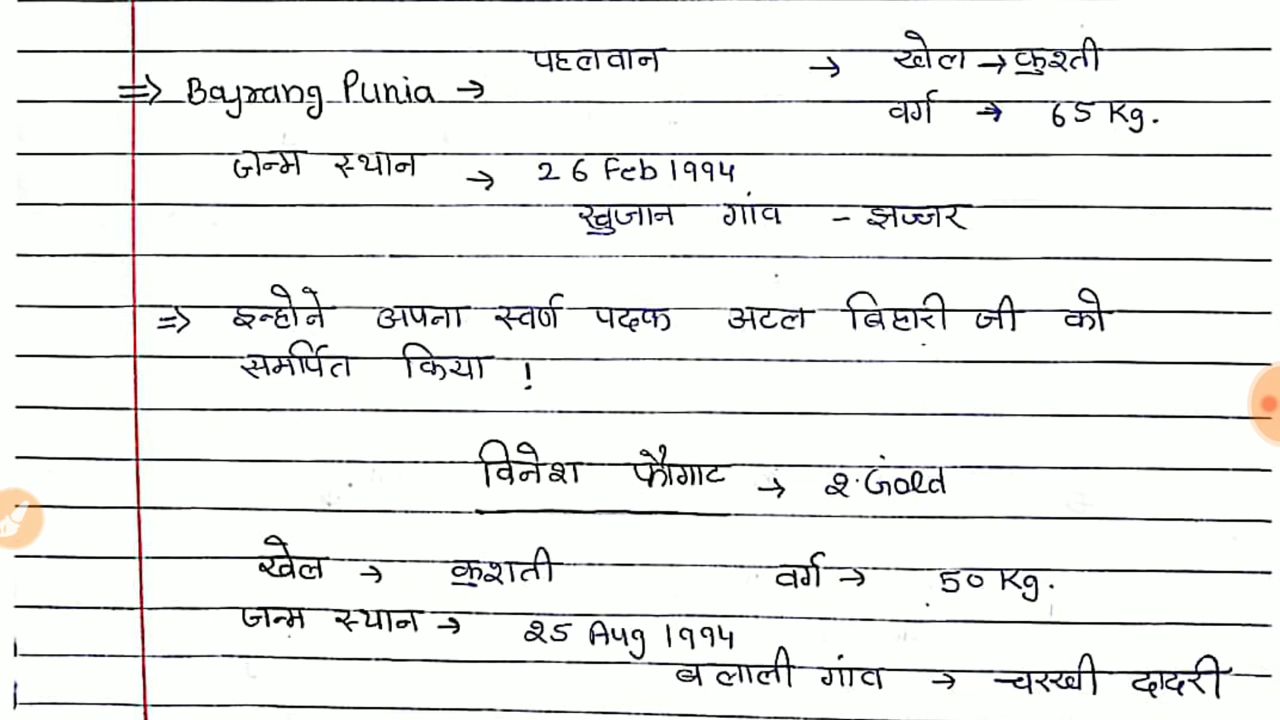 पहलवान → खेल → कुश्ती
⇒ Bajrang Punia →
वर्ग → 65 Kg.
जन्म स्थान → 26 Feb 1994
खुजान गांव - झज्जर
⇒ इन्होने अपना स्वर्ण पदक अटल बिहारी जी को
समर्पित किया !
विनेश फौगाट → 2. Gold
खेल → कुशती वर्ग → 50 Kg.
जन्म स्थान → 25 Aug 1994
बलाली गांव → चरखी दादरी